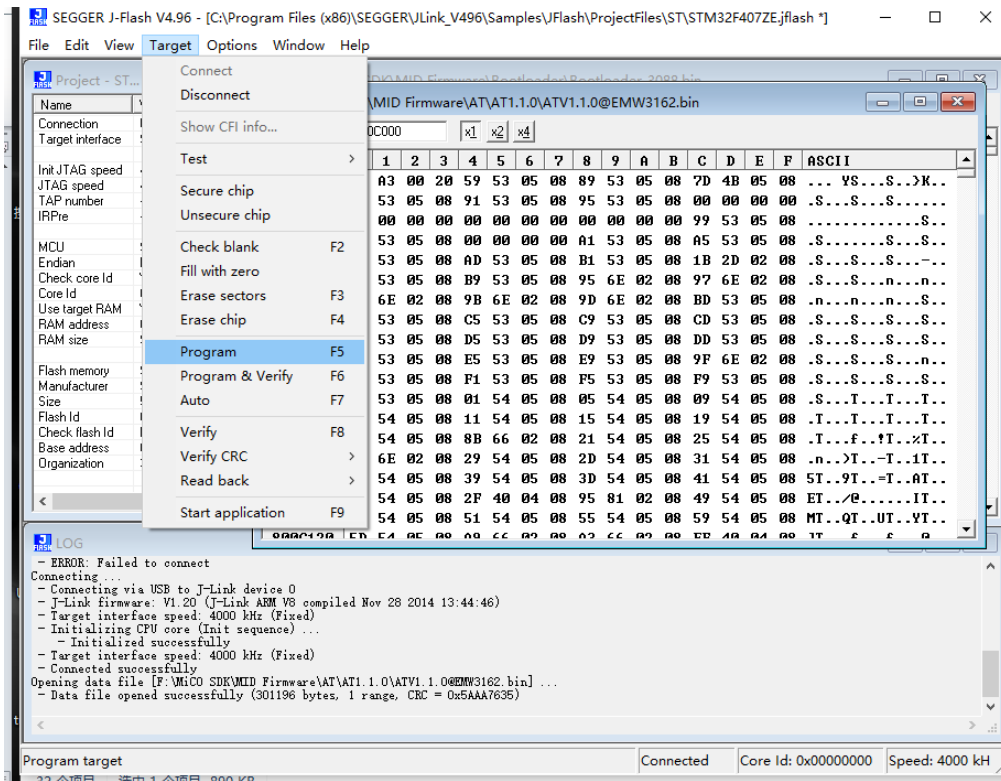 SEGGER J-Flash V4.96 - [C:\Program Files (x86)\SEGGER\JLink_V496\Samples\JFlash\ProjectFiles\ST\STM32F407ZE.jflash *]
File Edit View Target Options Window Help
Project - ST...
Name
Connection
Target interface
Init JTAG speed
JTAG speed
TAP number
IRPre
MCU
Endian
Check core Id
Core Id
Use target RAM
RAM address
RAM size
Flash memory
Manufacturer
Size
Flash Id
Check flash Id
Base address
Organization
Connect
Disconnect
Show CFI info...
Test >
Secure chip
Unsecure chip
Check blank F2
Fill with zero
Erase sectors F3
Erase chip F4
Program F5
Program & Verify F6
Auto F7
Verify F8
Verify CRC >
Read back >
Start application F9
\MID Firmware\AT\AT1.1.0\ATV1.1.0@EMW3162.bin
0C000 x1 x2 x4
1 2 3 4 5 6 7 8 9 A B C D E F ASCII
A3 00 20 59 53 05 08 89 53 05 08 7D 4B 05 08 ... YS...S..}K..
53 05 08 91 53 05 08 95 53 05 08 00 00 00 00 .S...S...S......
00 00 00 00 00 00 00 00 00 00 00 99 53 05 08 .............S..
53 05 08 00 00 00 00 A1 53 05 08 A5 53 05 08 .S.......S...S..
53 05 08 AD 53 05 08 B1 53 05 08 1B 2D 02 08 .S...S...S...-..
53 05 08 B9 53 05 08 95 6E 02 08 97 6E 02 08 .S...S...n...n..
6E 02 08 9B 6E 02 08 9D 6E 02 08 BD 53 05 08 .n...n...n...S..
53 05 08 C5 53 05 08 C9 53 05 08 CD 53 05 08 .S...S...S...S..
53 05 08 D5 53 05 08 D9 53 05 08 DD 53 05 08 .S...S...S...S..
53 05 08 E5 53 05 08 E9 53 05 08 9F 6E 02 08 .S...S...S...n..
53 05 08 F1 53 05 08 F5 53 05 08 F9 53 05 08 .S...S...S...S..
53 05 08 01 54 05 08 05 54 05 08 09 54 05 08 .S...T...T...T..
54 05 08 11 54 05 08 15 54 05 08 19 54 05 08 .T...T...T...T..
54 05 08 8B 66 02 08 21 54 05 08 25 54 05 08 .T...f..!T..%T..
6E 02 08 29 54 05 08 2D 54 05 08 31 54 05 08 .n..)T..-T..1T..
54 05 08 39 54 05 08 3D 54 05 08 41 54 05 08 5T..9T..=T..AT..
54 05 08 2F 40 04 08 95 81 02 08 49 54 05 08 ET../@......IT..
54 05 08 51 54 05 08 55 54 05 08 59 54 05 08 MT..QT..UT..YT..
LOG
- ERROR: Failed to connect
Connecting ...
- Connecting via USB to J-Link device 0
- J-Link firmware: V1.20 (J-Link ARM V8 compiled Nov 28 2014 13:44:46)
- Target interface speed: 4000 kHz (Fixed)
- Initializing CPU core (Init sequence) ...
- Initialized successfully
- Target interface speed: 4000 kHz (Fixed)
- Connected successfully
Opening data file [F:\MiCO SDK\MID Firmware\AT\AT1.1.0\ATV1.1.0@EMW3162.bin] ...
- Data file opened successfully (301196 bytes, 1 range, CRC = 0x5AAA7635)
Program target Connected Core Id: 0x00000000 Speed: 4000 kH